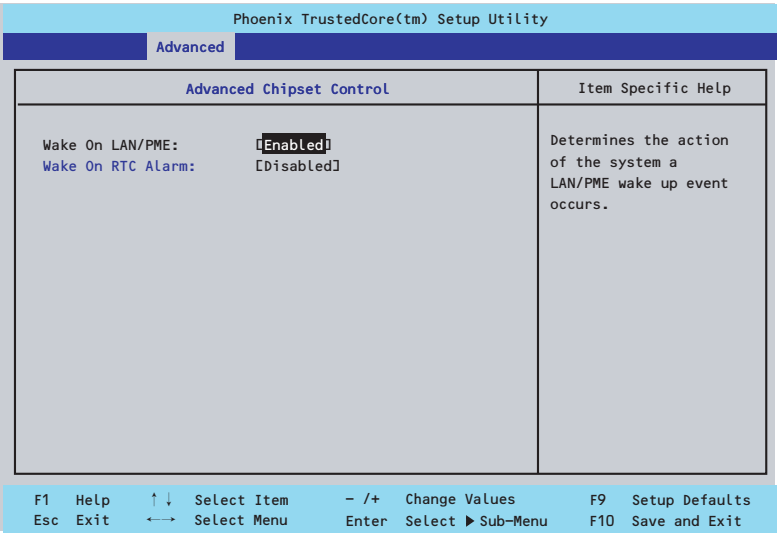 Phoenix TrustedCore(tm) Setup Utility
Advanced
Advanced Chipset Control
Item Specific Help
Wake On LAN/PME: [Enabled]
Wake On RTC Alarm: [Disabled]
Determines the action
of the system a
LAN/PME wake up event
occurs.
F1 Help ↑↓ Select Item - /+ Change Values F9 Setup Defaults
Esc Exit ←→ Select Menu Enter Select ▶ Sub-Menu F10 Save and Exit